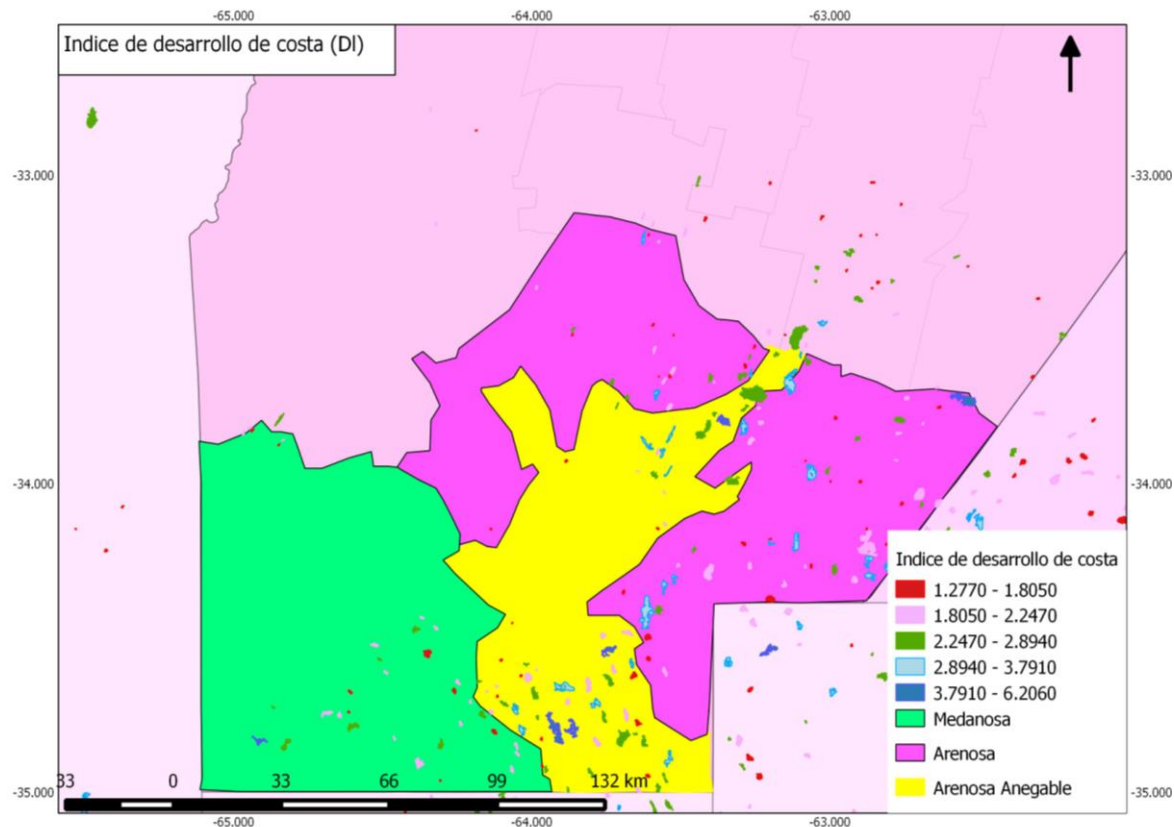 -65.000 -64.000 -63.000
Indice de desarrollo de costa (Dl)
-33.000 -33.000
-34.000 -34.000
Indice de desarrollo de costa
1.2770 - 1.8050
1.8050 - 2.2470
2.2470 - 2.8940
2.8940 - 3.7910
3.7910 - 6.2060
Medanosa
Arenosa
Arenosa Anegable
33 0 33 66 99 132 km
-35.000 -35.000
-65.000 -64.000 -63.000